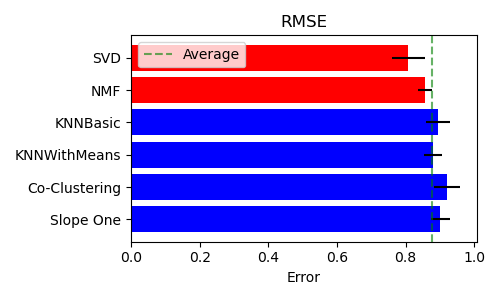 RMSE
Average
SVD
NMF
KNNBasic
KNNWithMeans
Co-Clustering
Slope One
0.0 0.2 0.4 0.6 0.8 1.0
Error